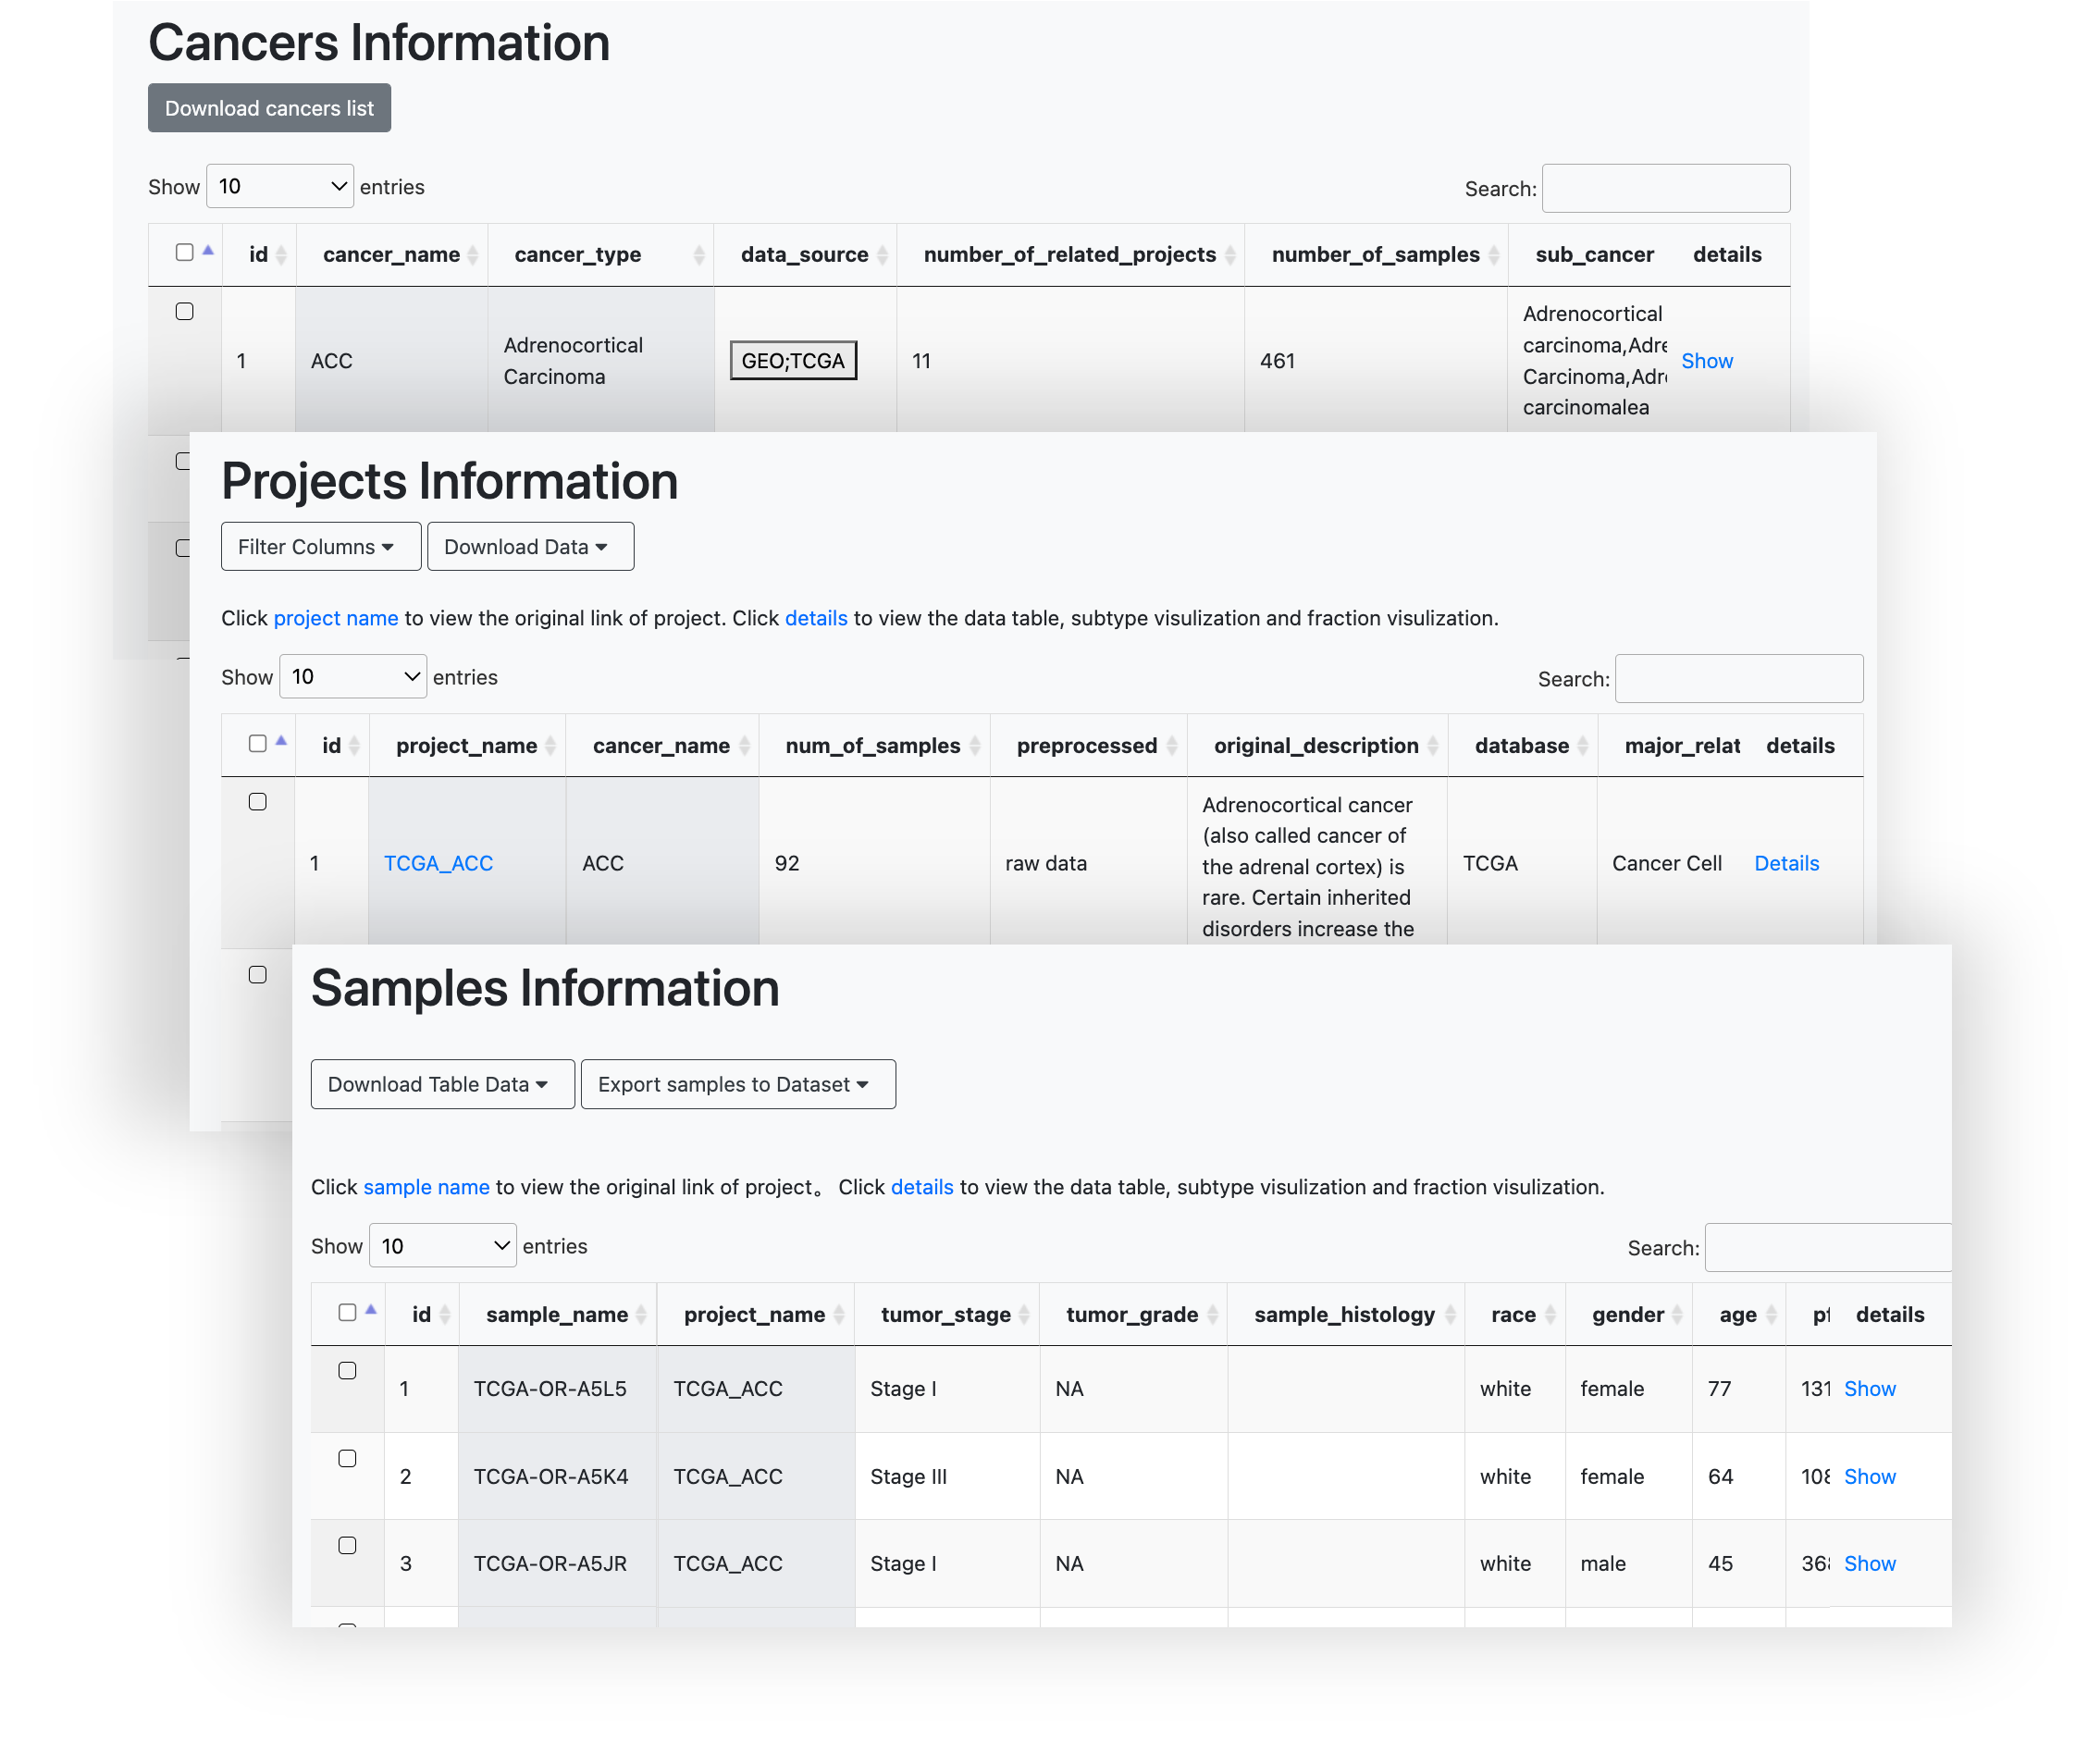 Cancers Information
Download cancers list
Show 10 entries Search:
id cancer_name cancer_type data_source number_of_related_projects number_of_samples sub_cancer details
1 ACC Adrenocortical Carcinoma GEO;TCGA 11 461 Adrenocortical Show
carcinoma,Adre
Carcinoma,Adr
carcinomalea
Projects Information
Filter Columns Download Data
Click project name to view the original link of project. Click details to view the data table, subtype visulization and fraction visulization.
Show 10 entries Search:
id project_name cancer_name num_of_samples preprocessed original_description database major_relat details
1 TCGA_ACC ACC 92 raw data Adrenocortical cancer TCGA Cancer Cell Details
(also called cancer of
the adrenal cortex) is
rare. Certain inherited
disorders increase the
Samples Information
Download Table Data Export samples to Dataset
Click sample name to view the original link of project。 Click details to view the data table, subtype visulization and fraction visulization.
Show 10 entries Search:
id sample_name project_name tumor_stage tumor_grade sample_histology race gender age details
1 TCGA-OR-A5L5 TCGA_ACC Stage I NA white female 77 131 Show
2 TCGA-OR-A5K4 TCGA_ACC Stage III NA white female 64 108 Show
3 TCGA-OR-A5JR TCGA_ACC Stage I NA white male 45 368 Show